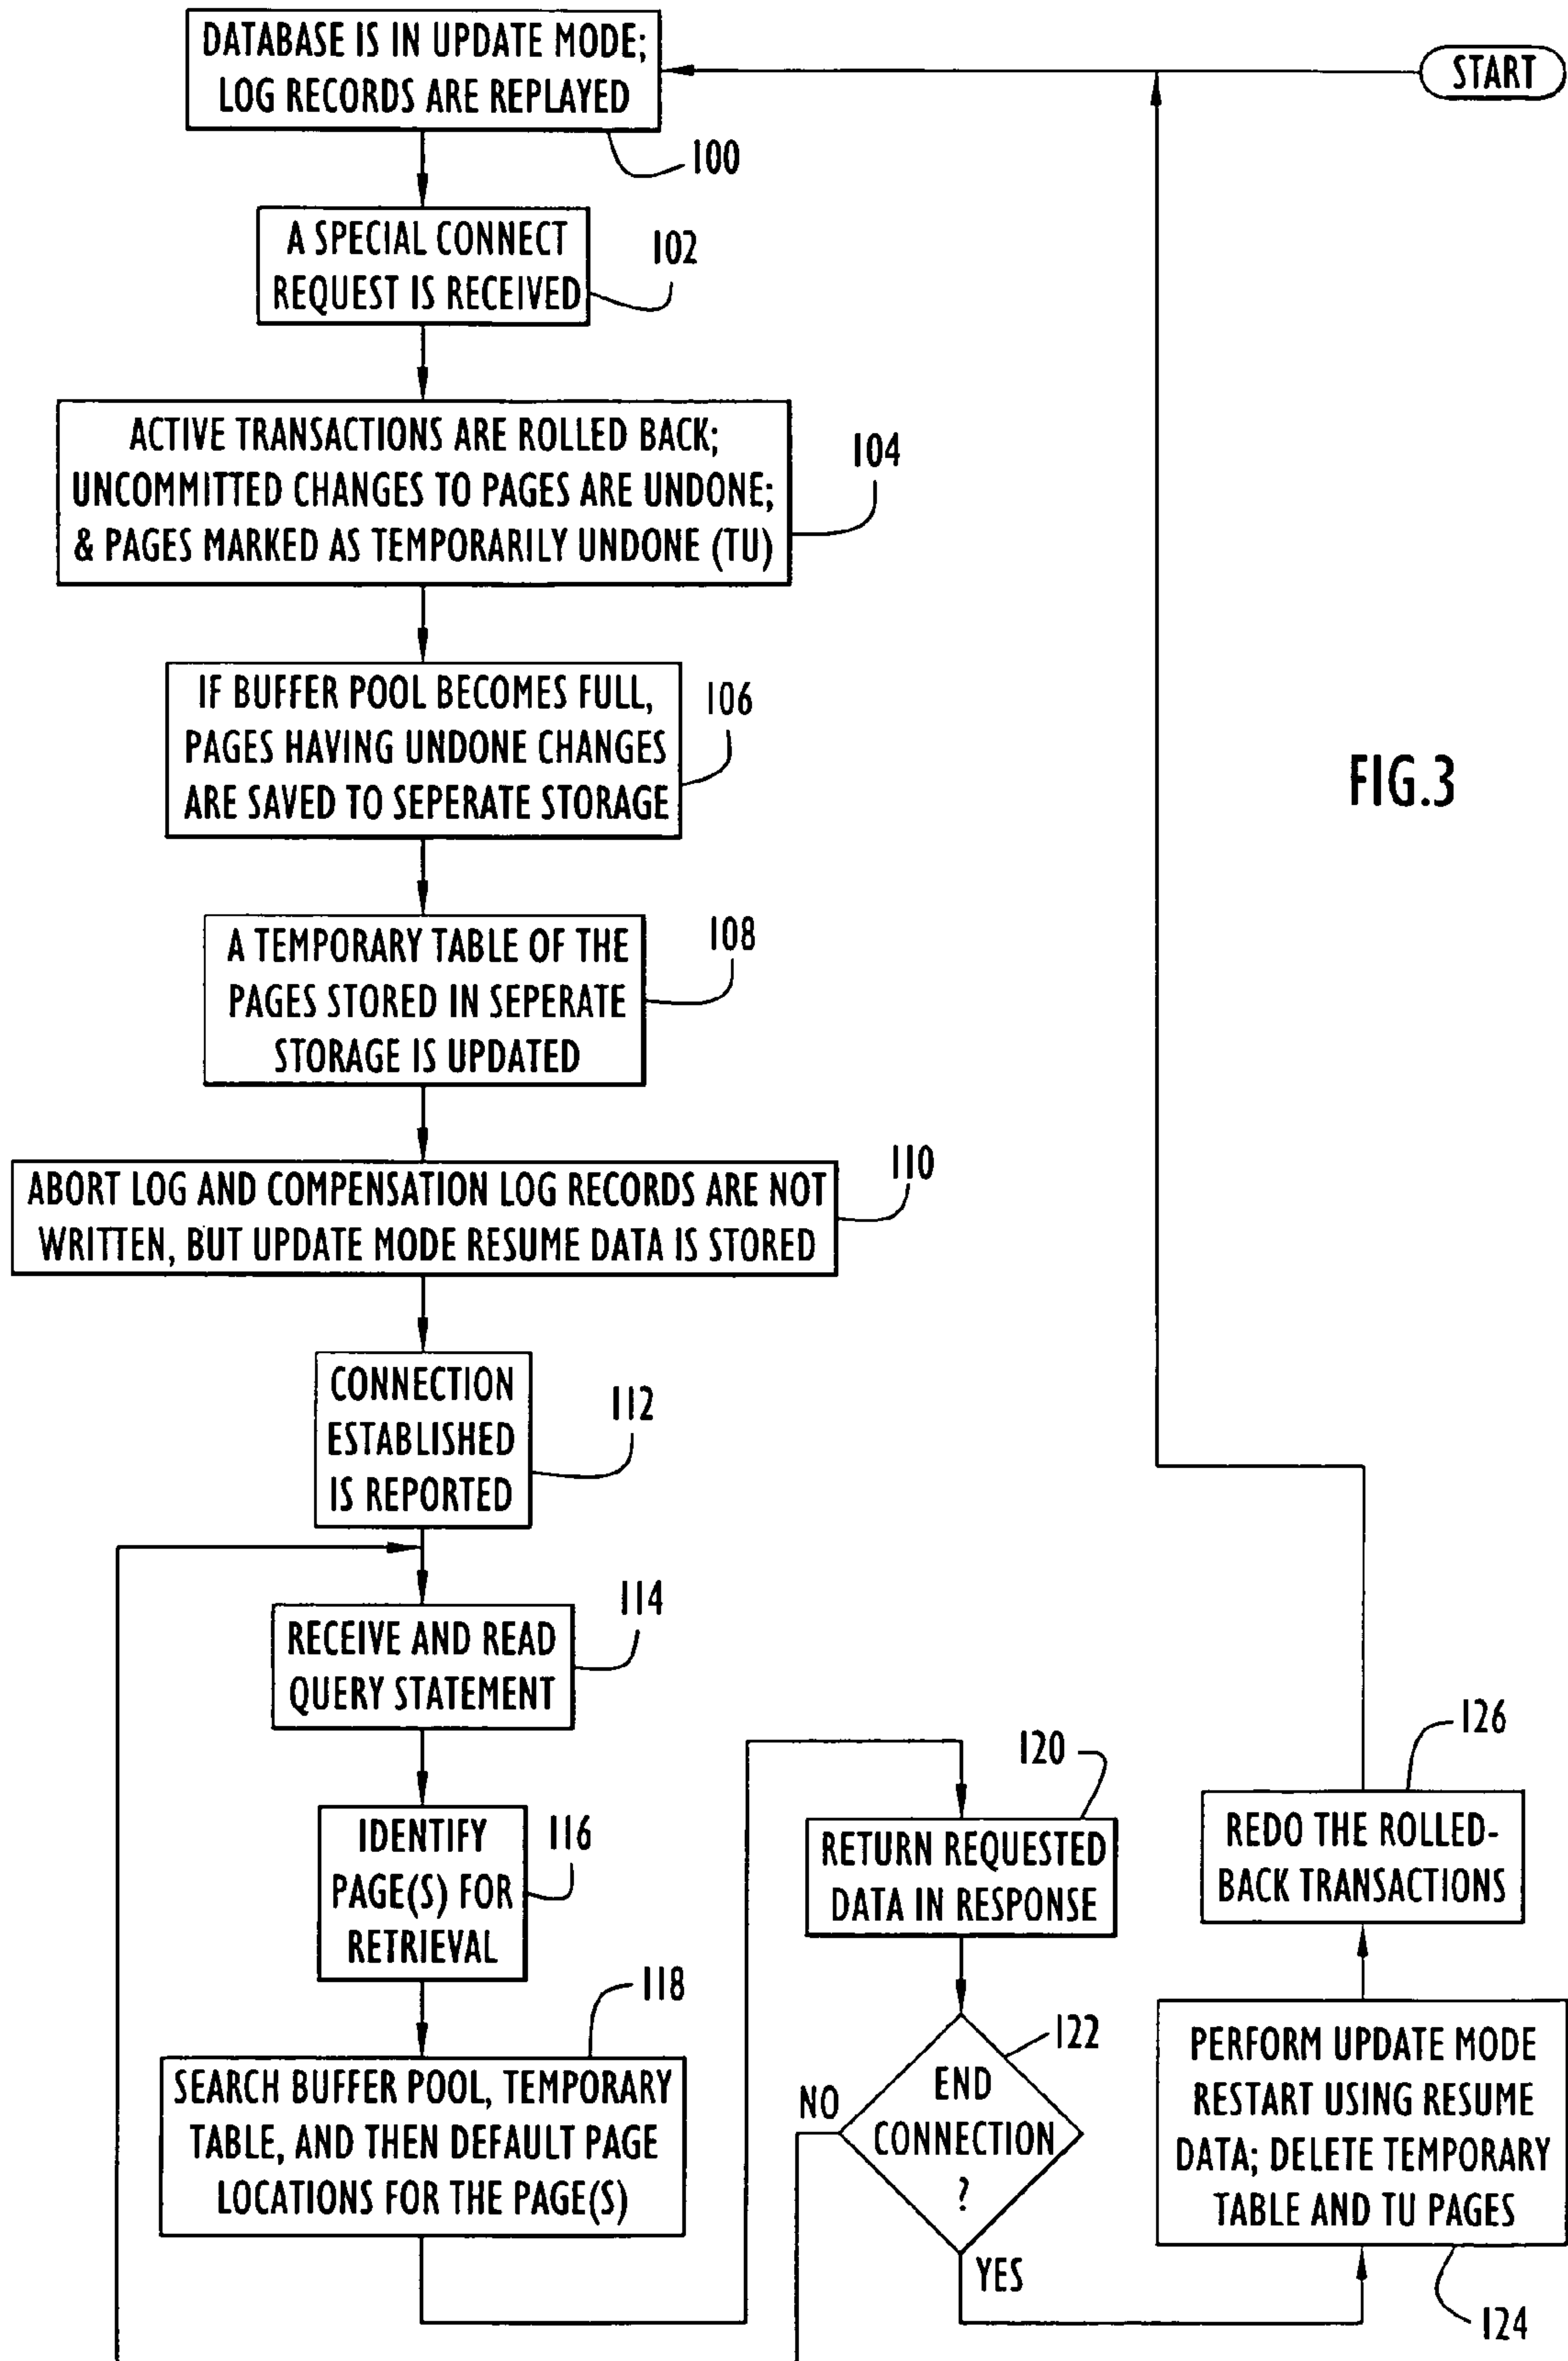 DATABASE IS IN UPDATE MODE;
LOG RECORDS ARE REPLAYED
START
100
A SPECIAL CONNECT
REQUEST IS RECEIVED
102
ACTIVE TRANSACTIONS ARE ROLLED BACK;
UNCOMMITTED CHANGES TO PAGES ARE UNDONE;
& PAGES MARKED AS TEMPORARILY UNDONE (TU)
104
IF BUFFER POOL BECOMES FULL,
PAGES HAVING UNDONE CHANGES
ARE SAVED TO SEPERATE STORAGE
106
FIG.3
A TEMPORARY TABLE OF THE
PAGES STORED IN SEPERATE
STORAGE IS UPDATED
108
ABORT LOG AND COMPENSATION LOG RECORDS ARE NOT
WRITTEN, BUT UPDATE MODE RESUME DATA IS STORED
110
CONNECTION
ESTABLISHED
IS REPORTED
112
RECEIVE AND READ
QUERY STATEMENT
114
IDENTIFY
PAGE(S) FOR
RETRIEVAL
116
SEARCH BUFFER POOL, TEMPORARY
TABLE, AND THEN DEFAULT PAGE
LOCATIONS FOR THE PAGE(S)
118
RETURN REQUESTED
DATA IN RESPONSE
120
END
CONNECTION
?
122
NO
YES
PERFORM UPDATE MODE
RESTART USING RESUME
DATA; DELETE TEMPORARY
TABLE AND TU PAGES
124
REDO THE ROLLED-
BACK TRANSACTIONS
126